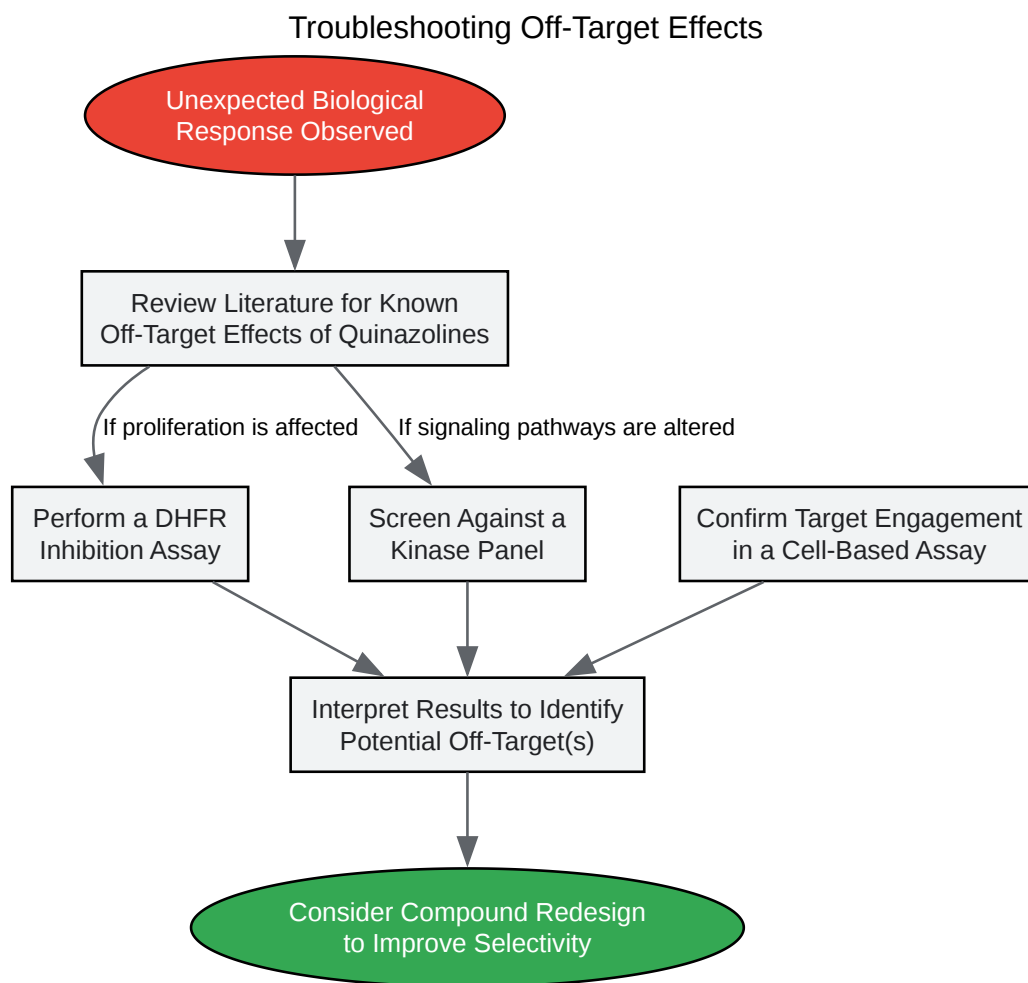 Troubleshooting Off-Target Effects
Unexpected Biological
Response Observed
Review Literature for Known
Off-Target Effects of Quinazolines
If proliferation is affected
If signaling pathways are altered
Perform a DHFR
Inhibition Assay
Screen Against a
Kinase Panel
Confirm Target Engagement
in a Cell-Based Assay
Interpret Results to Identify
Potential Off-Target(s)
Consider Compound Redesign
to Improve Selectivity